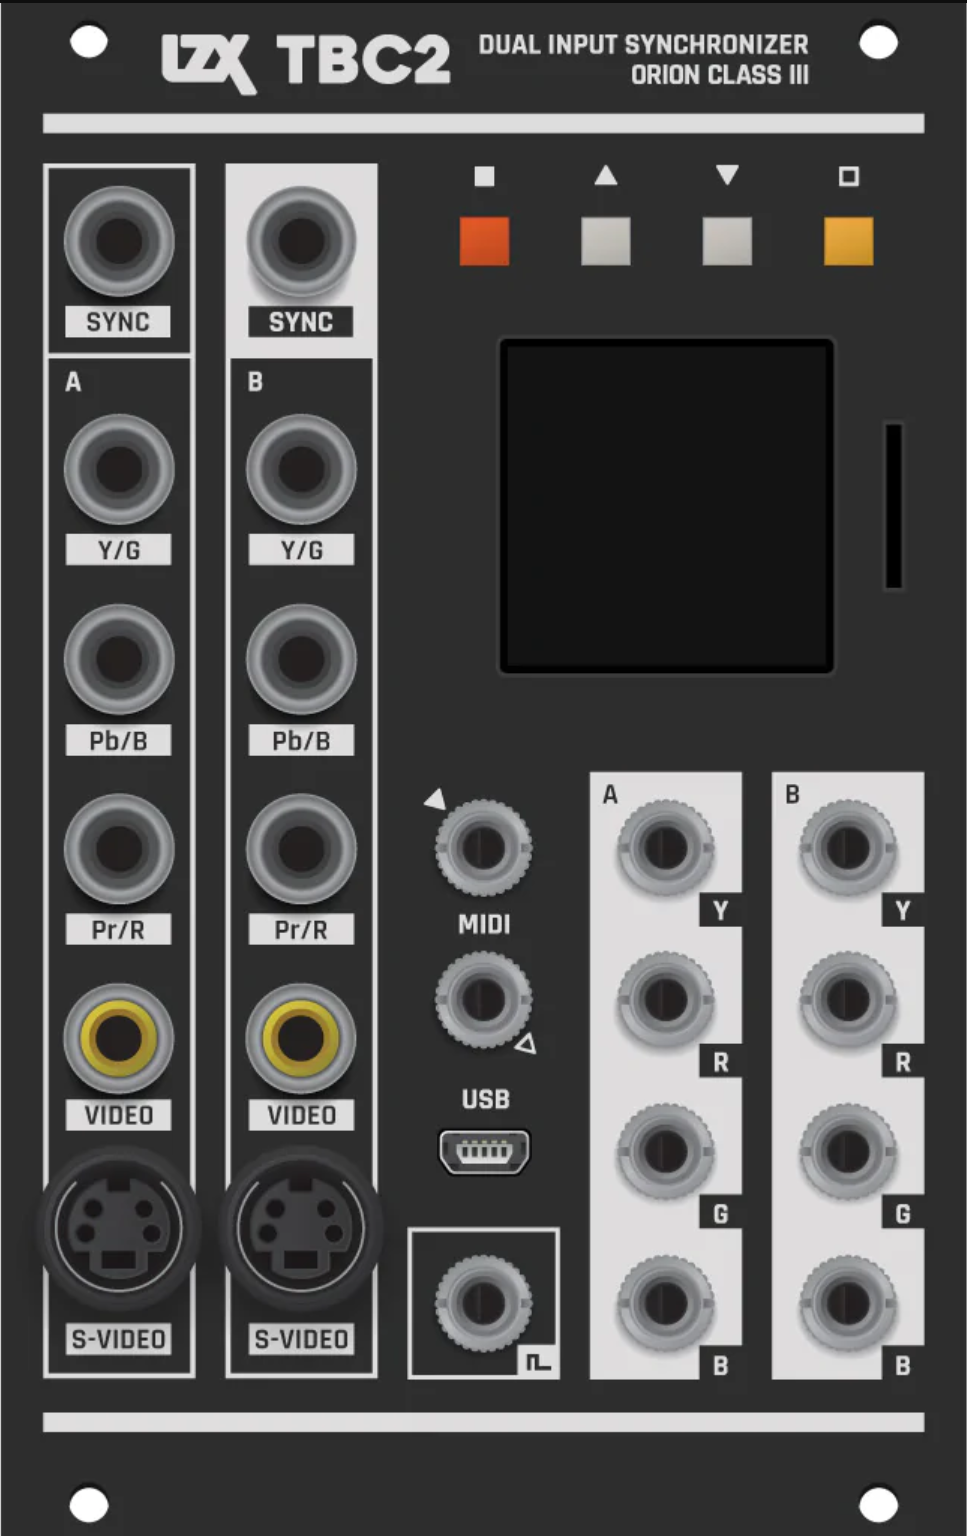 LZX TBC2
DUAL INPUT SYNCHRONIZER
ORION CLASS III
SYNC
A
Y/G
Pb/B
Pr/R
VIDEO
S-VIDEO
SYNC
B
Y/G
Pb/B
Pr/R
VIDEO
S-VIDEO
MIDI
USB
A
Y
R
G
B
B
Y
R
G
B